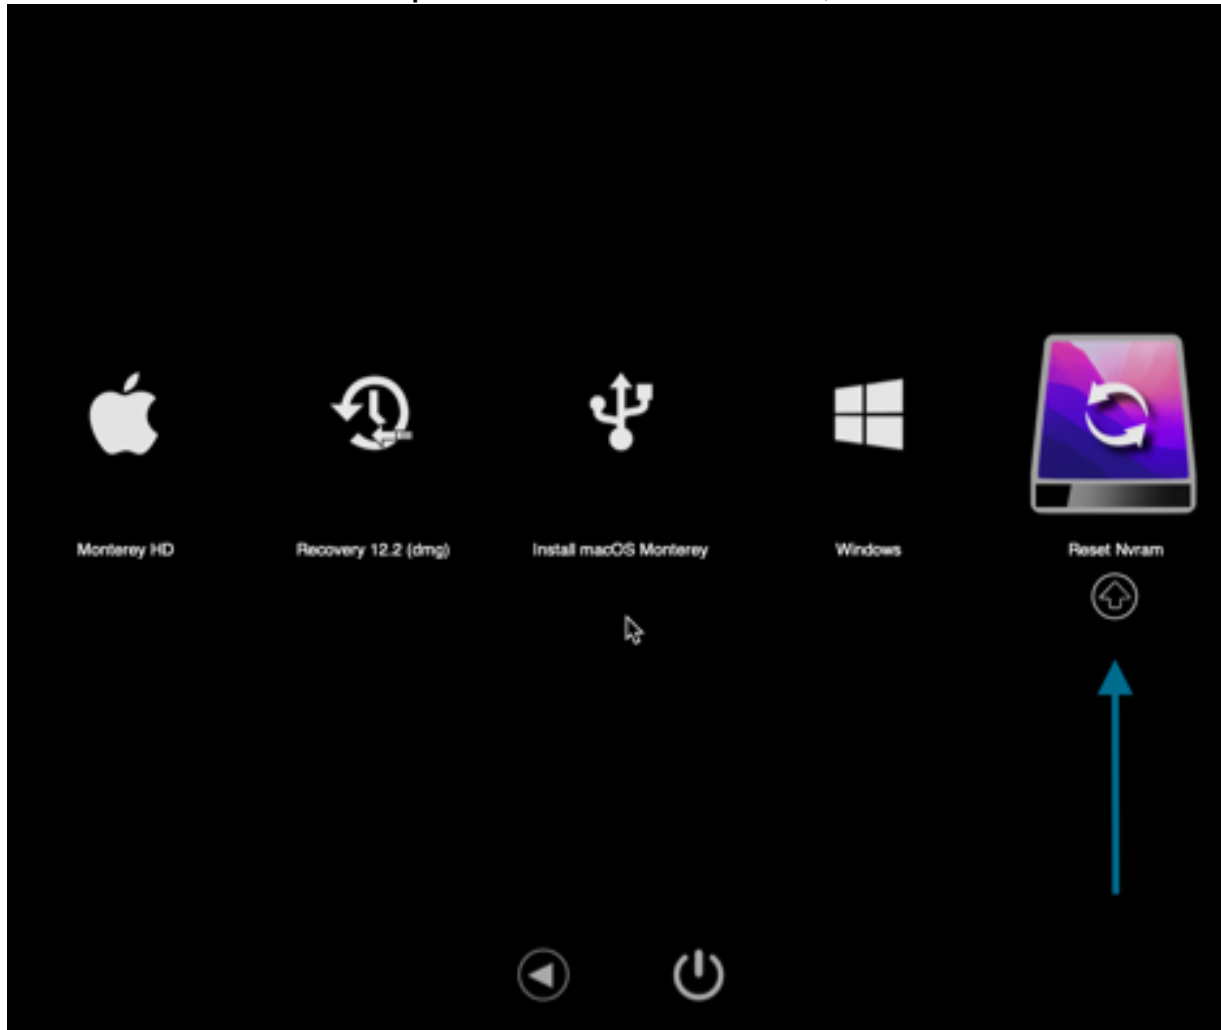 Monterey HD
Recovery 12.2 (dmg)
Install macOS Monterey
Windows
Reset Nvram